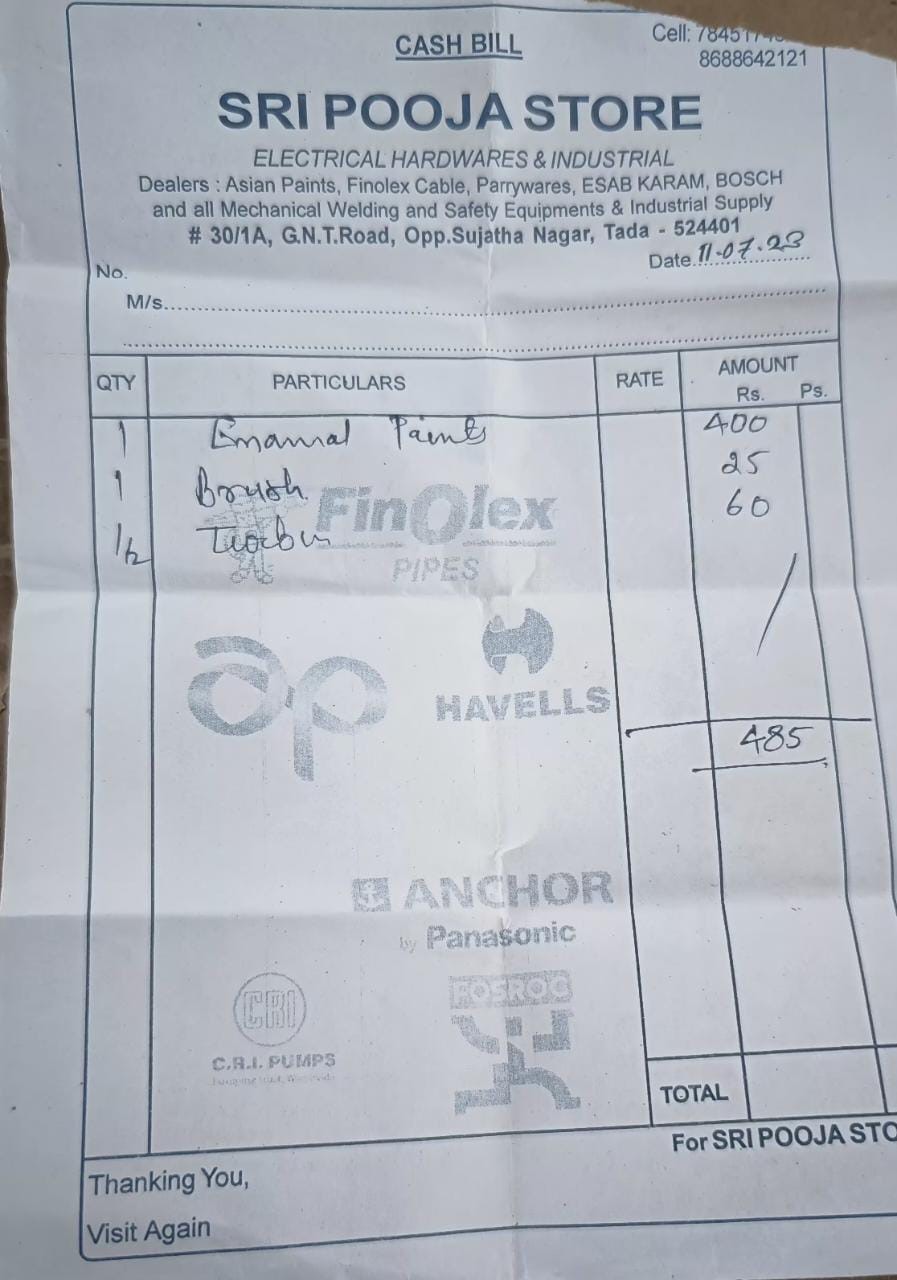 CASH BILL
Cell: 784517
8688642121
SRI POOJA STORE
ELECTRICAL HARDWARES & INDUSTRIAL
Dealers : Asian Paints, Finolex Cable, Parrywares, ESAB KARAM, BOSCH
and all Mechanical Welding and Safety Equipments & Industrial Supply
# 30/1A, G.N.T.Road, Opp.Sujatha Nagar, Tada - 524401
No.
Date 11-07-23
M/s
QTY PARTICULARS RATE AMOUNT
Rs. Ps.
1 Enamal Paints 400
1 Brush 25
1/2 60
FinOlex
PIPES
ap
HAVELLS
485
ANCHOR
by Panasonic
CRI
FOSROC
C.R.I. PUMPS
TOTAL
For SRI POOJA STO
Thanking You,
Visit Again